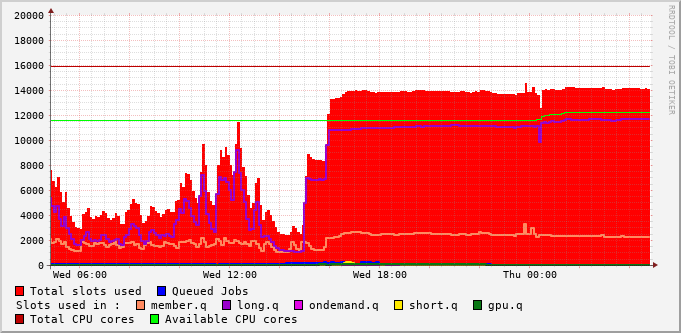 20000
18000
16000
14000
12000
10000
8000
6000
4000
2000
0
Wed 06:00 Wed 12:00 Wed 18:00 Thu 00:00
Total slots used Queued Jobs
Slots used in : member.q long.q ondemand.q short.q gpu.q
Total CPU cores Available CPU cores
RRDTOOL / TOBI OETIKER